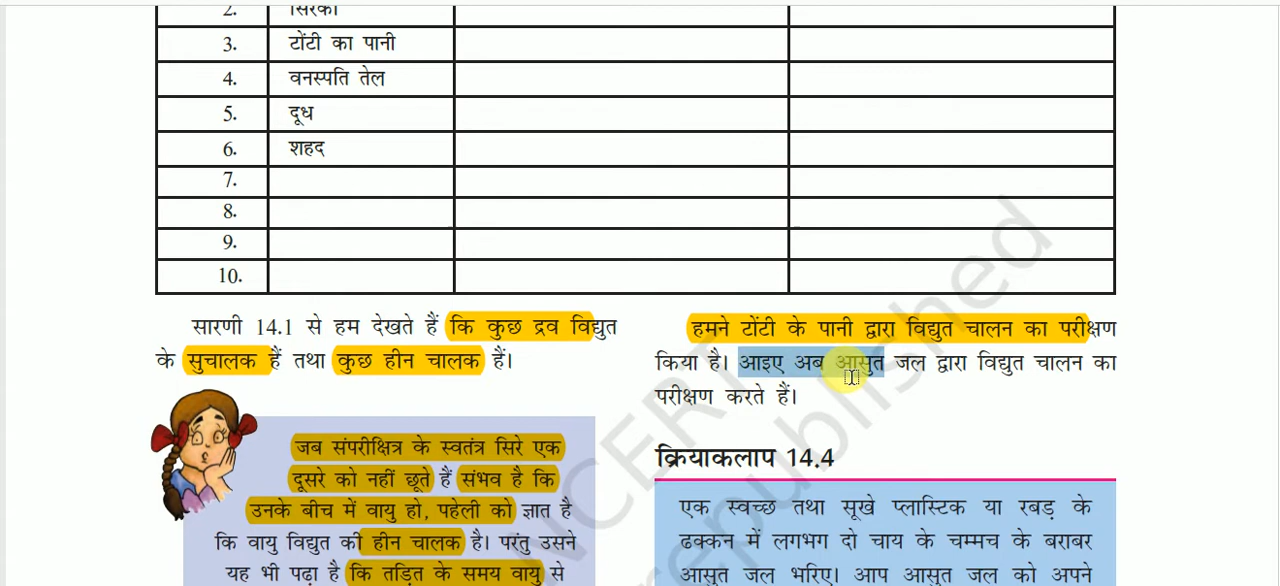 2. सिरका
3. टोंटी का पानी
4. वनस्पति तेल
5. दूध
6. शहद
7.
8.
9.
10.
सारणी 14.1 से हम देखते हैं कि कुछ द्रव विद्युत
के सुचालक हैं तथा कुछ हीन चालक हैं।
जब संपरीक्षित्र के स्वतंत्र सिरे एक
दूसरे को नहीं छूते हैं संभव है कि
उनके बीच में वायु हो, पहेली को ज्ञात है
कि वायु विद्युत की हीन चालक है। परंतु उसने
यह भी पढ़ा है कि तड़ित के समय वायु से
हमने टोंटी के पानी द्वारा विद्युत चालन का परीक्षण
किया है। आइए अब आसुत जल द्वारा विद्युत चालन का
परीक्षण करते हैं।
क्रियाकलाप 14.4
एक स्वच्छ तथा सूखे प्लास्टिक या रबड़ के
ढक्कन में लगभग दो चाय के चम्मच के बराबर
आसुत जल भरिए। आप आसुत जल को अपने
NCERT
republished